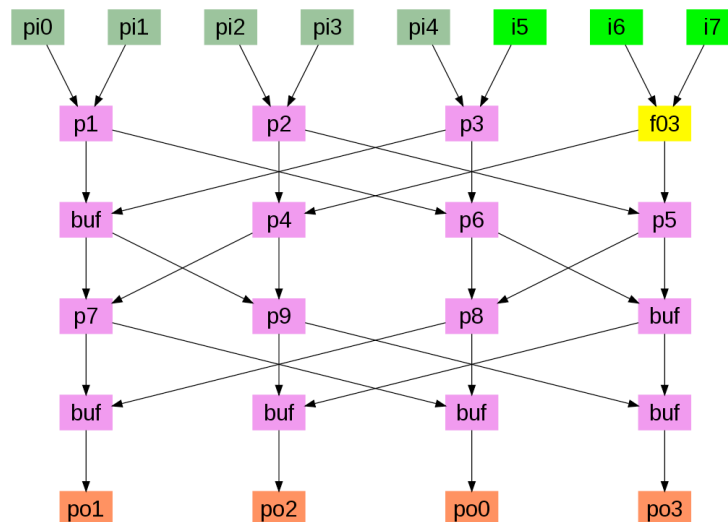 pi0 pi1 pi2 pi3 pi4 i5 i6 i7
p1 p2 p3 f03
buf p4 p6 p5
p7 p9 p8 buf
buf buf buf buf
po1 po2 po0 po3